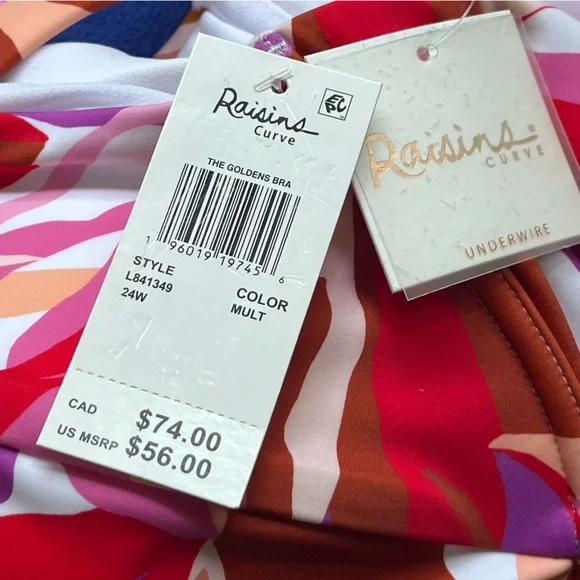 Raisins
Curve
THE GOLDENS BRA
1 96019 19745 6
STYLE
L841349
24W
COLOR
MULT
CAD $74.00
US MSRP $56.00
Raisins®
CURVE
UNDERWIRE